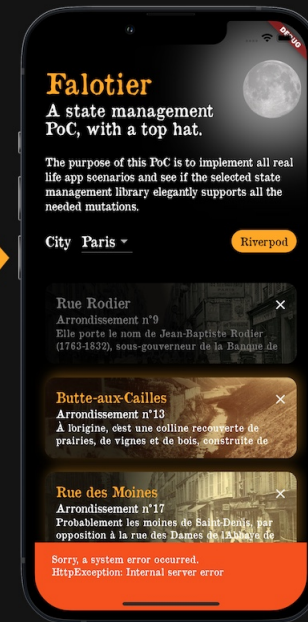 DEBUG
Falotier
A state management
PoC, with a top hat.
The purpose of this PoC is to implement all real
life app scenarios and see if the selected state
management library elegantly supports all the
needed mutations.
City Paris
Riverpod
Rue Rodier
Arrondissement n°9
Elle porte le nom de Jean-Baptiste Rodier
(1763-1832), sous-gouverneur de la Banque de
Butte-aux-Cailles
Arrondissement n°13
À l'origine, c'est une colline recouverte de
prairies, de vignes et de bois, construite de
Rue des Moines
Arrondissement n°17
Probablement les moines de Saint-Denis, par
opposition à la rue des Dames de l'Abbaye de
Sorry, a system error occurred.
HttpException: Internal server error